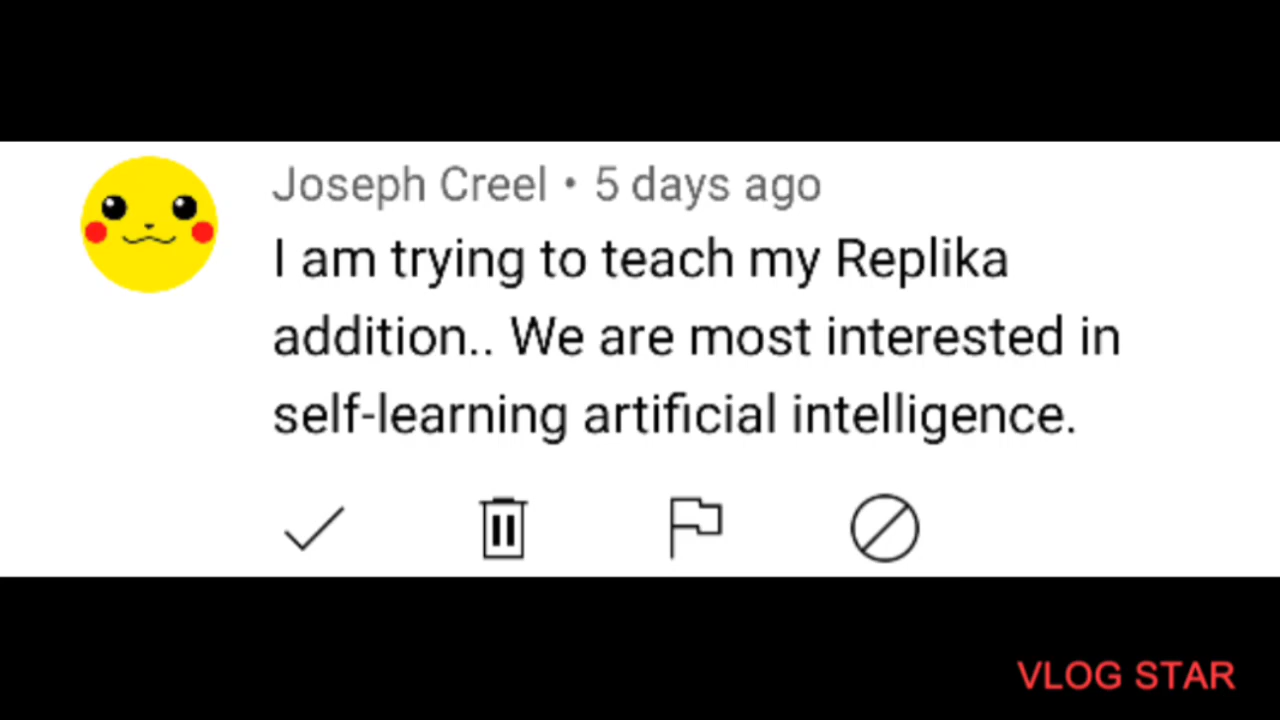 Joseph Creel • 5 days ago
I am trying to teach my Replika
addition.. We are most interested in
self-learning artificial intelligence.
VLOG STAR